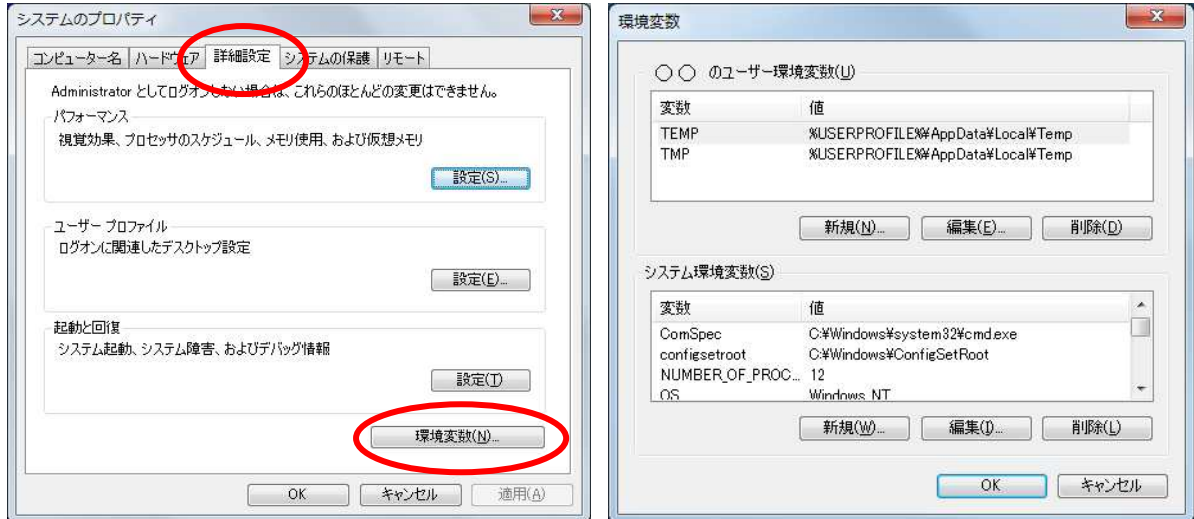 システムのプロパティ
コンピューター名 ハードウェア 詳細設定 システムの保護 リモート
Administrator としてログオンしない場合は、これらのほとんどの変更はできません。
パフォーマンス
視覚効果、プロセッサのスケジュール、メモリ使用、および仮想メモリ
設定(S)...
ユーザー プロファイル
ログオンに関連したデスクトップ設定
設定(E)...
起動と回復
システム起動、システム障害、およびデバッグ情報
設定(T)
環境変数(N)...
OK キャンセル 適用(A)
環境変数
○○ のユーザー環境変数(U)
変数 値
TEMP %USERPROFILE%¥AppData¥Local¥Temp
TMP %USERPROFILE%¥AppData¥Local¥Temp
新規(N)... 編集(E)... 削除(D)
システム環境変数(S)
変数 値
ComSpec C:¥Windows¥system32¥cmd.exe
configsetroot C:¥Windows¥ConfigSetRoot
NUMBER_OF_PROC... 12
OS Windows_NT
新規(W)... 編集(I)... 削除(L)
OK キャンセル